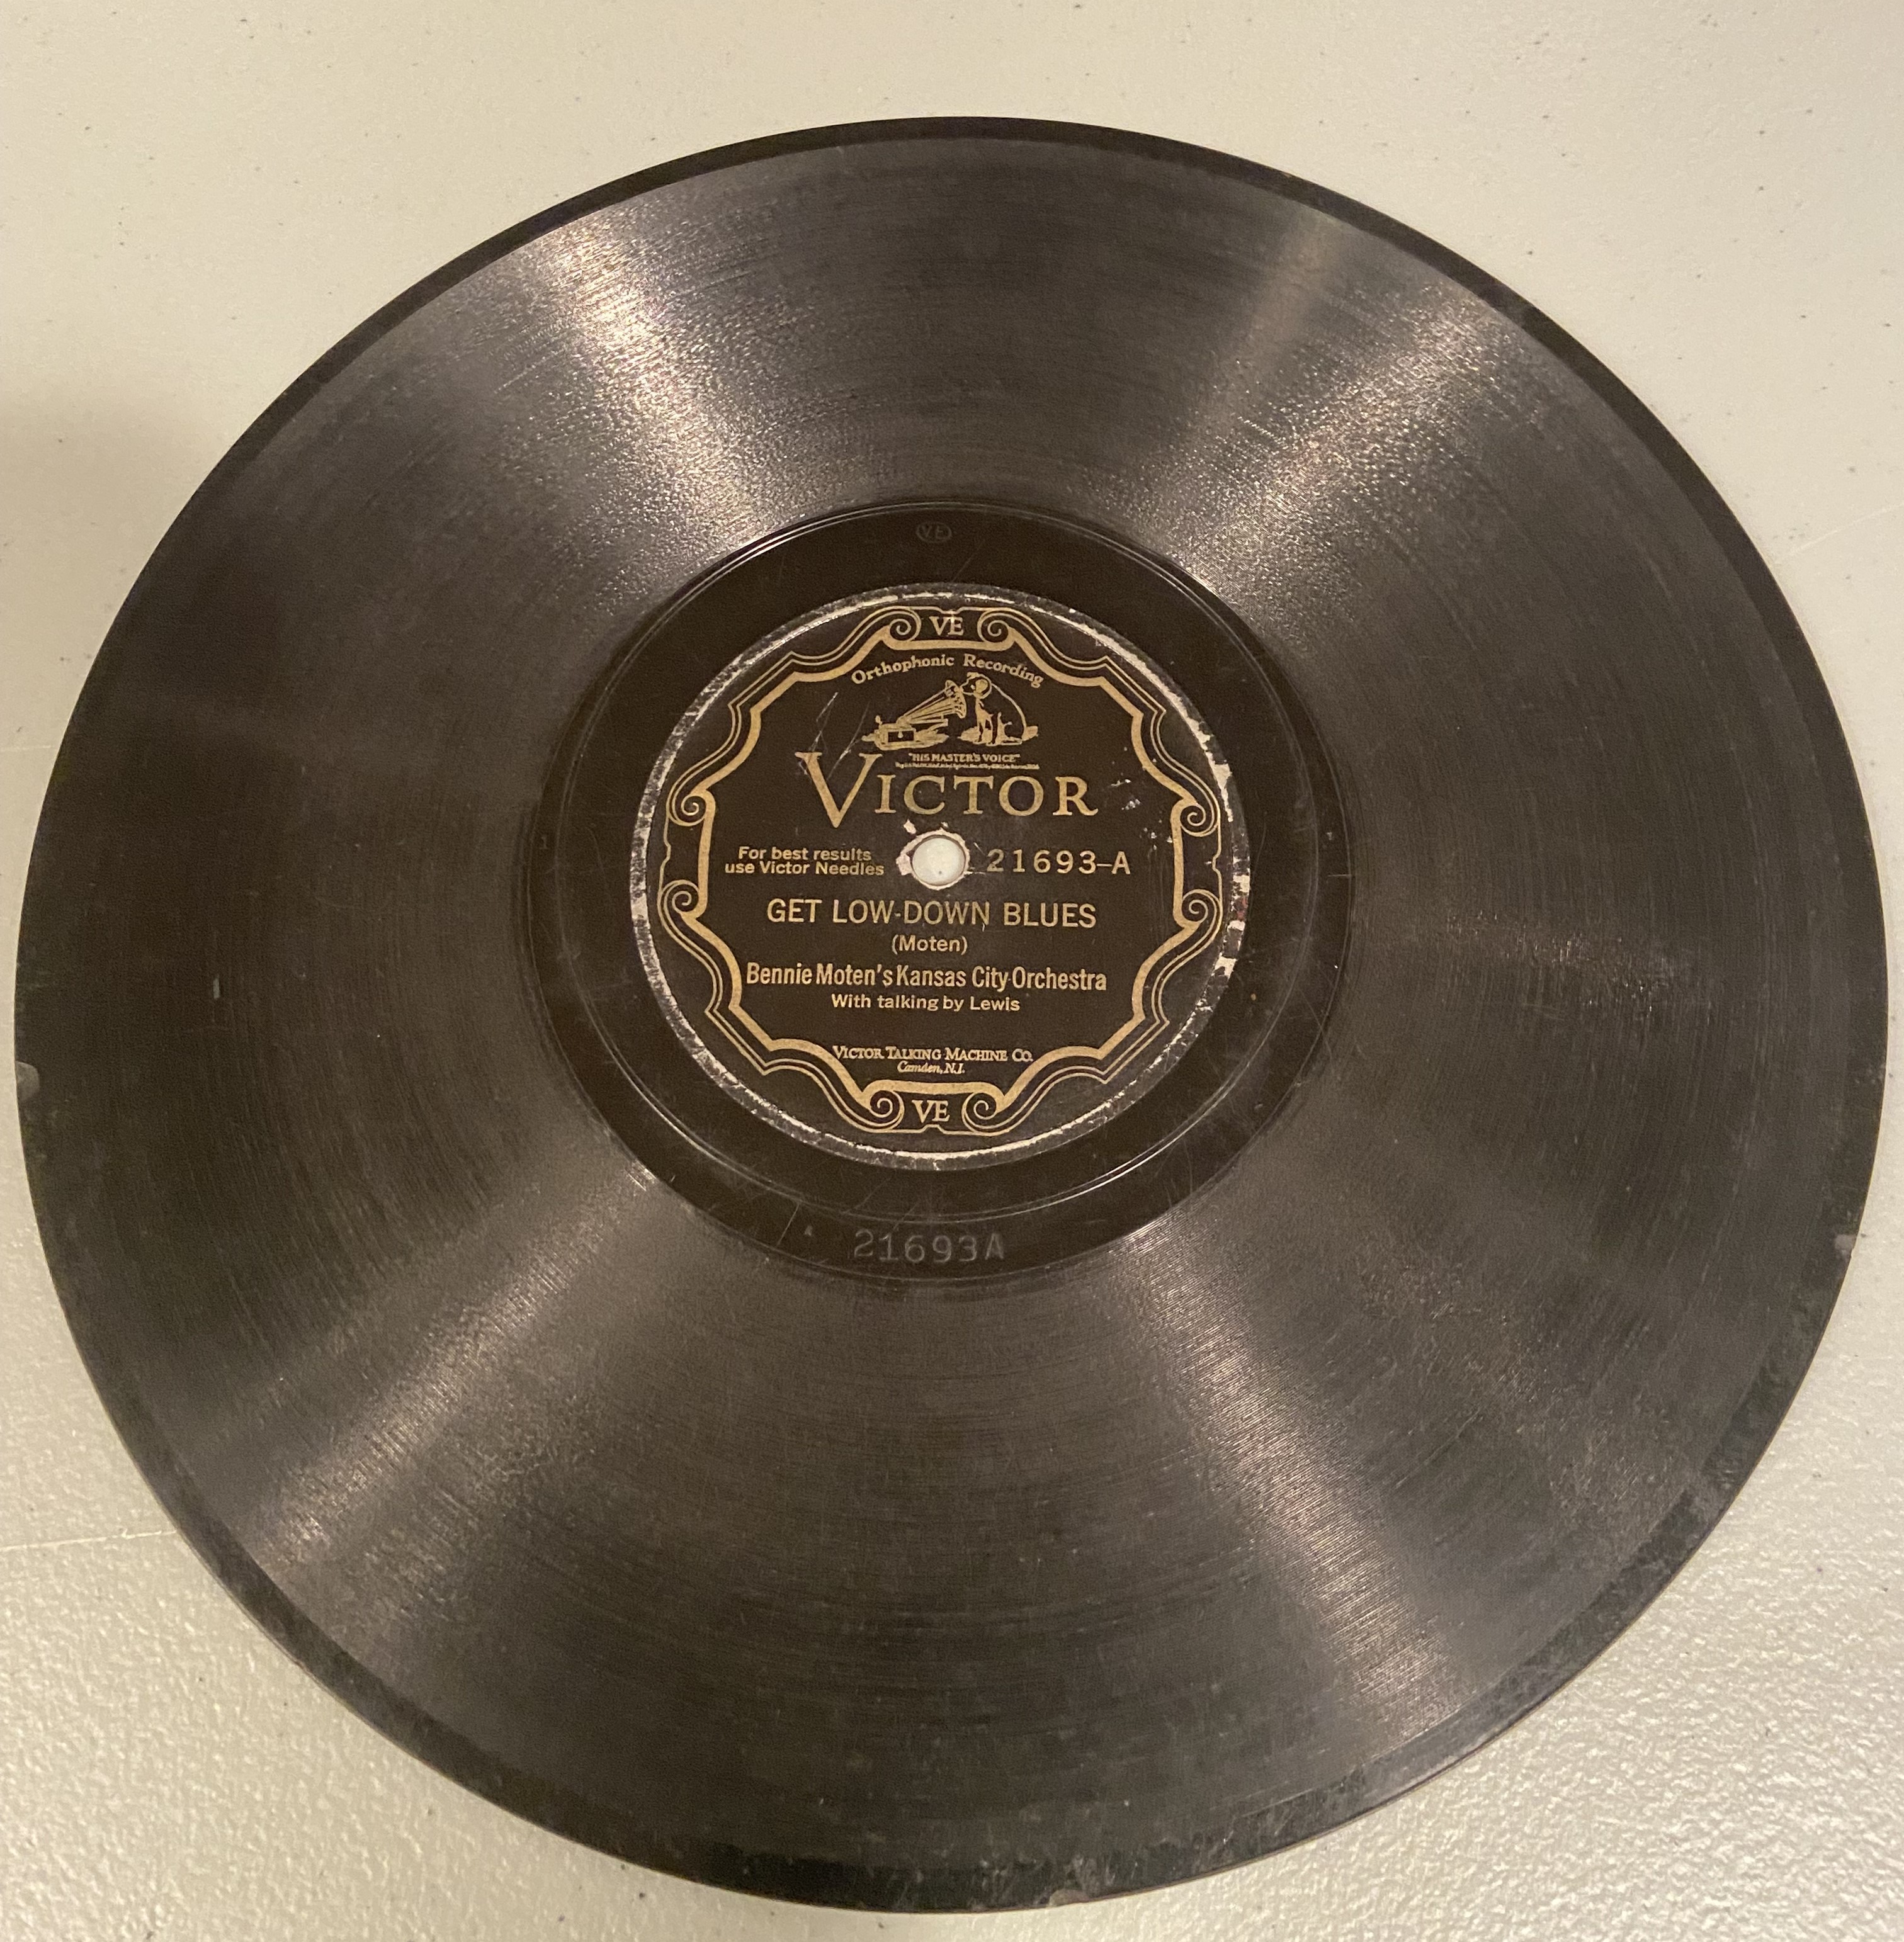 VE
VE
Orthophonic Recording
"HIS MASTER'S VOICE"
VICTOR
For best results
use Victor Needles
21693-A
GET LOW-DOWN BLUES
(Moten)
Bennie Moten's Kansas City Orchestra
With talking by Lewis
VICTOR TALKING MACHINE CO.
Camden, N.J.
VE
21693A